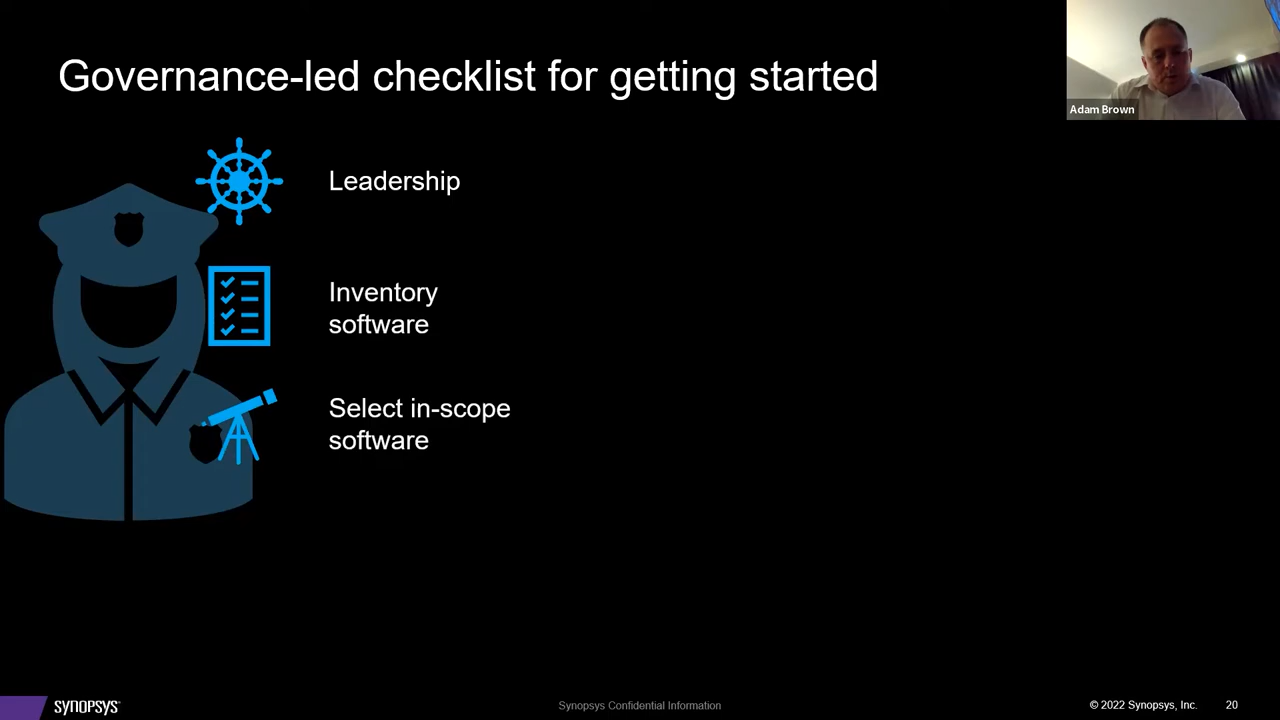 Governance-led checklist for getting started
Adam Brown
Leadership
Inventory
software
Select in-scope
software
SYNOPSYS
Synopsys Confidential Information
© 2022 Synopsys, Inc.
20